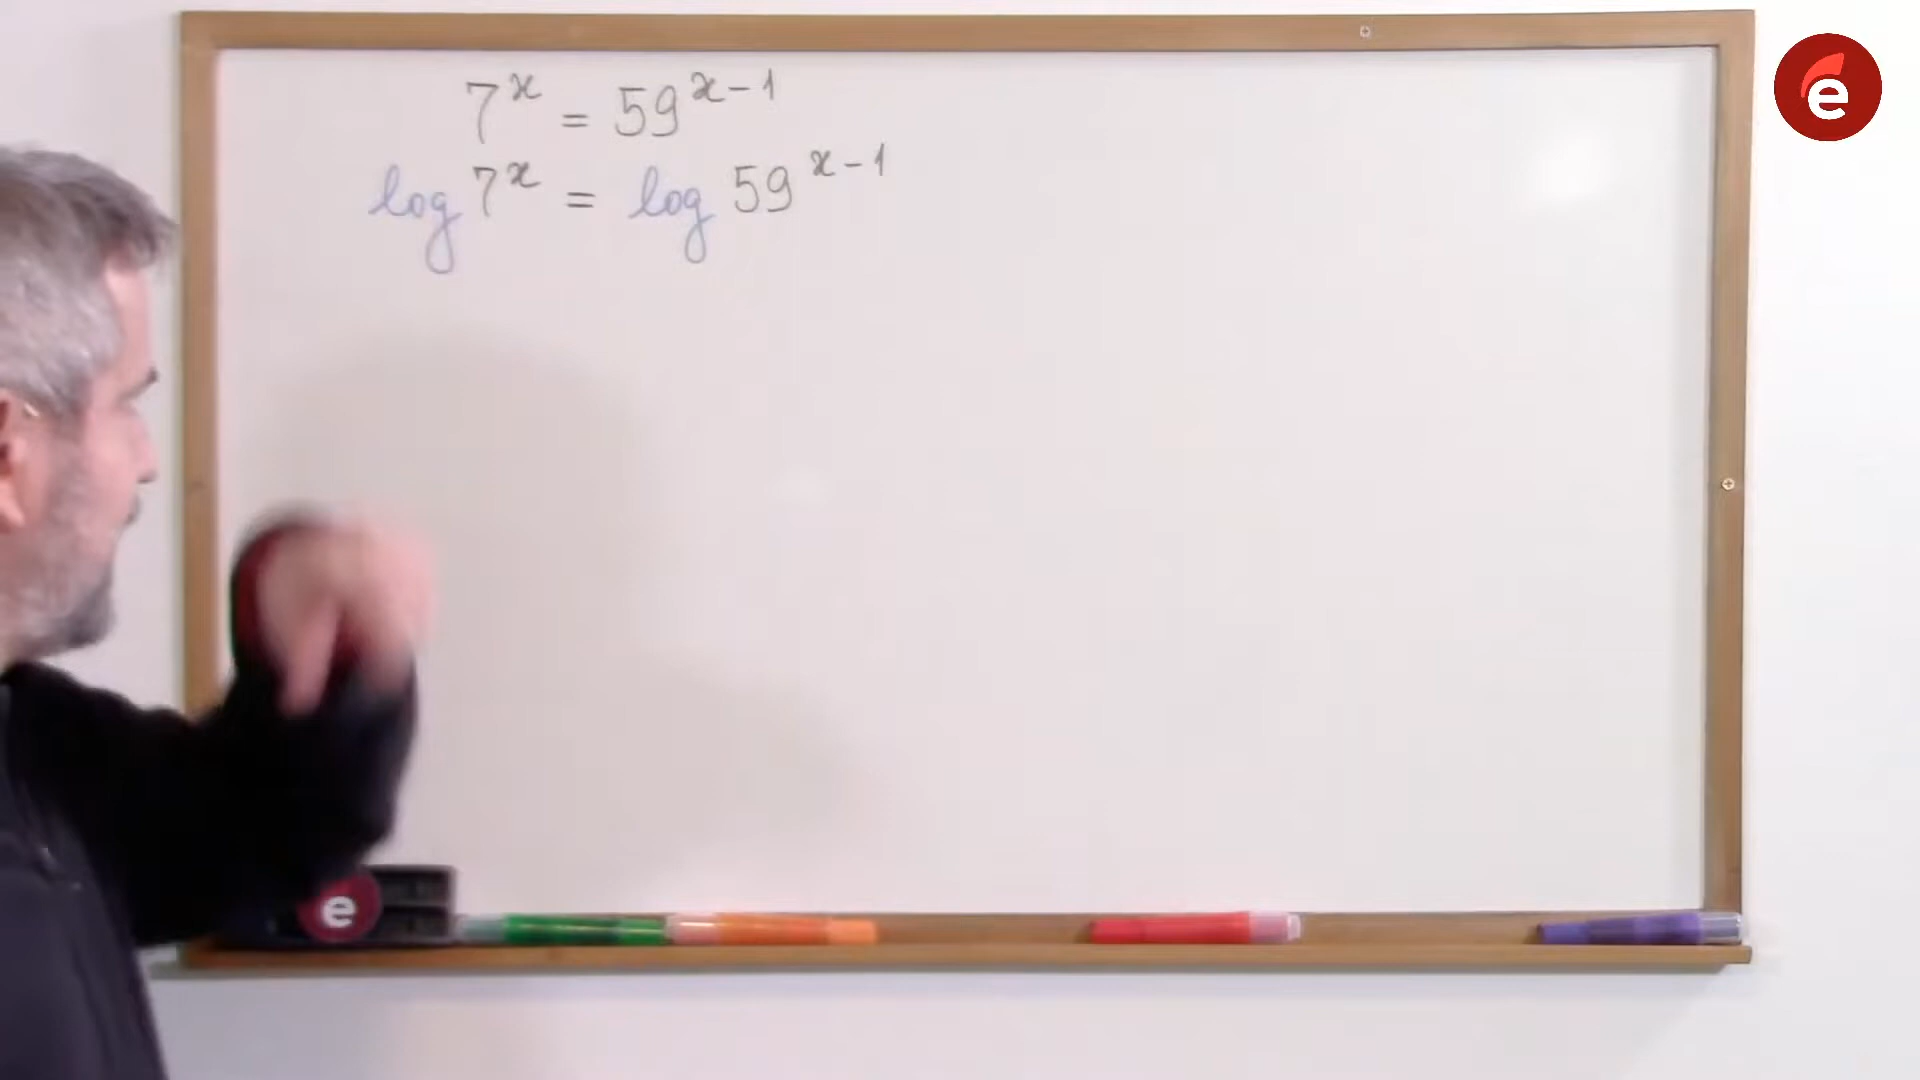 7^x = 59^{x-1}
log 7^x = log 59^{x-1}
e
e